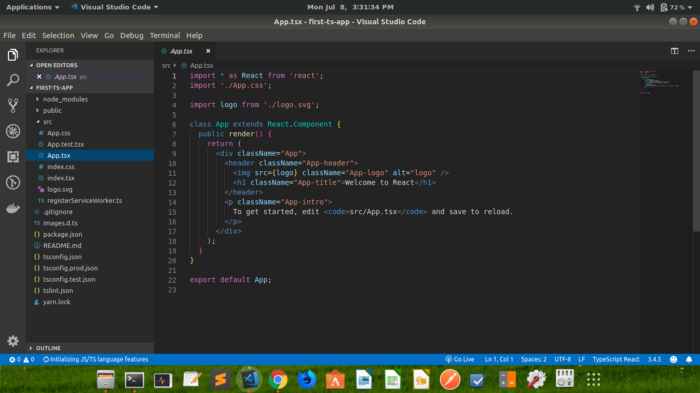 Applications Visual Studio Code Mon Jul 8, 3:31:34 PM 72 %
App.tsx - first-ts-app - Visual Studio Code
File Edit Selection View Go Debug Terminal Help
EXPLORER
OPEN EDITORS
App.tsx src
FIRST-TS-APP
node_modules
public
src
# App.css
App.test.tsx
App.tsx
# index.css
index.tsx
logo.svg
TS registerServiceWorker.ts
.gitignore
TS images.d.ts
{} package.json
README.md
{} tsconfig.json
{} tsconfig.prod.json
{} tsconfig.test.json
{} tslint.json
yarn.lock
OUTLINE
App.tsx
src App.tsx
1 import * as React from 'react';
2 import './App.css';
3
4 import logo from './logo.svg';
5
6 class App extends React.Component {
7 public render() {
8 return (
9 <div className="App">
10 <header className="App-header">
11 <img src={logo} className="App-logo" alt="logo" />
12 <h1 className="App-title">Welcome to React</h1>
13 </header>
14 <p className="App-intro">
15 To get started, edit <code>src/App.tsx</code> and save to reload.
16 </p>
17 </div>
18 );
19 }
20 }
21
22 export default App;
23
0 0 Initializing JS/TS language features Go Live Ln 1, Col 1 Spaces: 2 UTF-8 LF TypeScript React 3.4.5